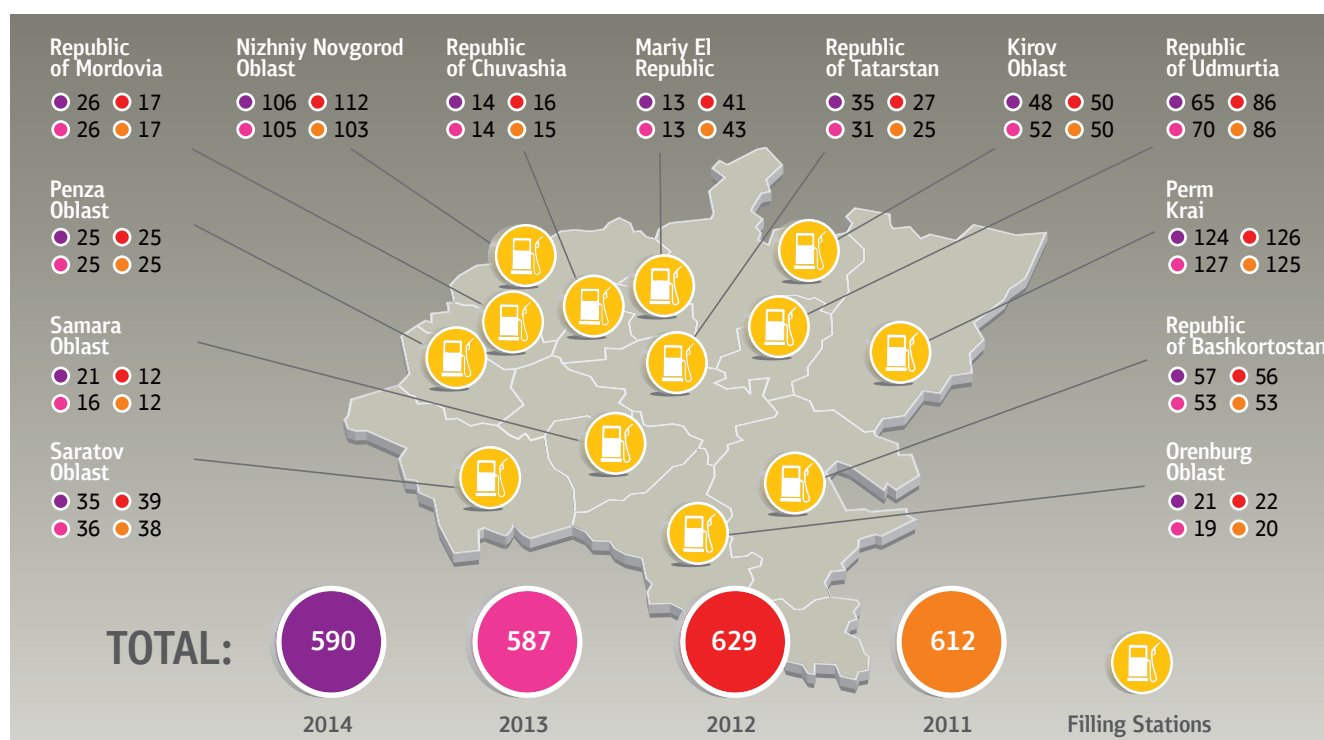 Republic
of Mordovia
26 17
26 17
Nizhniy Novgorod
Oblast
106 112
105 103
Republic
of Chuvashia
14 16
14 15
Mariy El
Republic
13 41
13 43
Republic
of Tatarstan
35 27
31 25
Kirov
Oblast
48 50
52 50
Republic
of Udmurtia
65 86
70 86
Penza
Oblast
25 25
25 25
Perm
Krai
124 126
127 125
Samara
Oblast
21 12
16 12
Republic
of Bashkortostan
57 56
53 53
Saratov
Oblast
35 39
36 38
Orenburg
Oblast
21 22
19 20
TOTAL: 590 587 629 612
2014 2013 2012 2011 Filling Stations